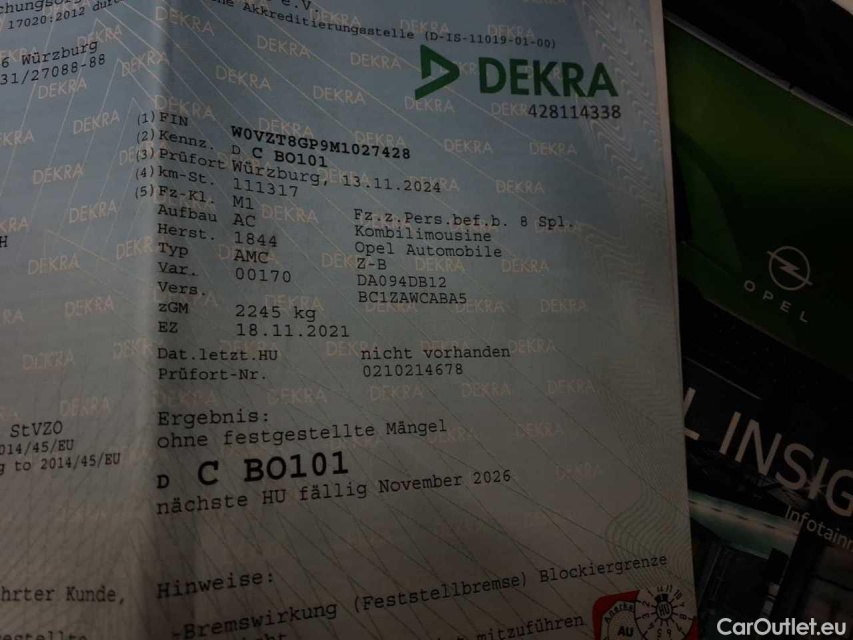 e.V.
17020:2012
Akkreditierungsstelle (D-IS-11019-01-00)
6 Würzburg
31/27088-88
DEKRA
428114338
(1) FIN W0VZT8GP9M1027428
(2) Kennz. D C BO101
(3) Prüfort Würzburg, 13.11.2024
(4) km-St. 111317
(5) Fz-Kl. M1 Fz.z.Pers.bef.b. 8 Spl.
Aufbau AC Kombilimousine
Herst. 1844 Opel Automobile
Typ AMC Z-B
Var. 00170 DA094DB12
Vers. BC1ZAWCABA5
zGM 2245 kg
EZ 18.11.2021
Dat.letzt.HU nicht vorhanden
Prüfort-Nr. 0210214678
Ergebnis:
ohne festgestellte Mängel
D C BO101
nächste HU fällig November 2026
StVZO
014/45/EU
g to 2014/45/EU
hrter Kunde,
Hinweise:
-Bremswirkung (Feststellbremse) Blockiergrenze
mitzuführen
HU
AU
OPEL
L INSIG
Infotain
CarOutlet.eu